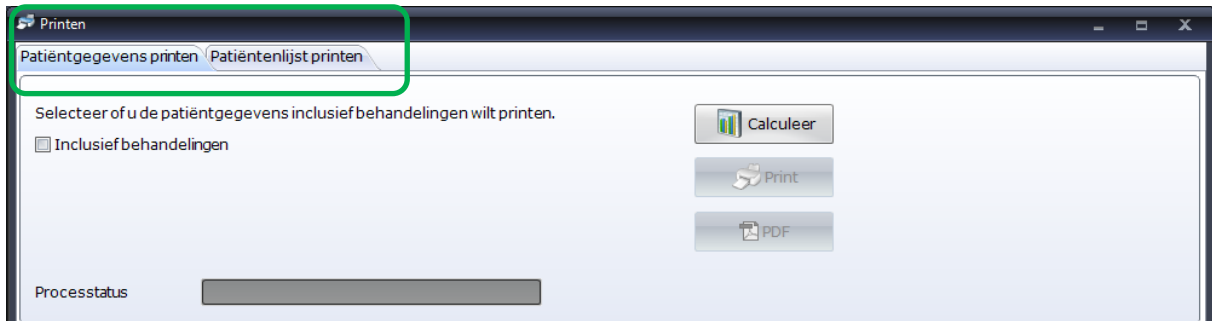 Printen
Patiëntgegevens printen Patiëntenlijst printen
Selecteer of u de patiëntgegevens inclusief behandelingen wilt printen.
Inclusief behandelingen
Calculeer
Print
PDF
Processtatus